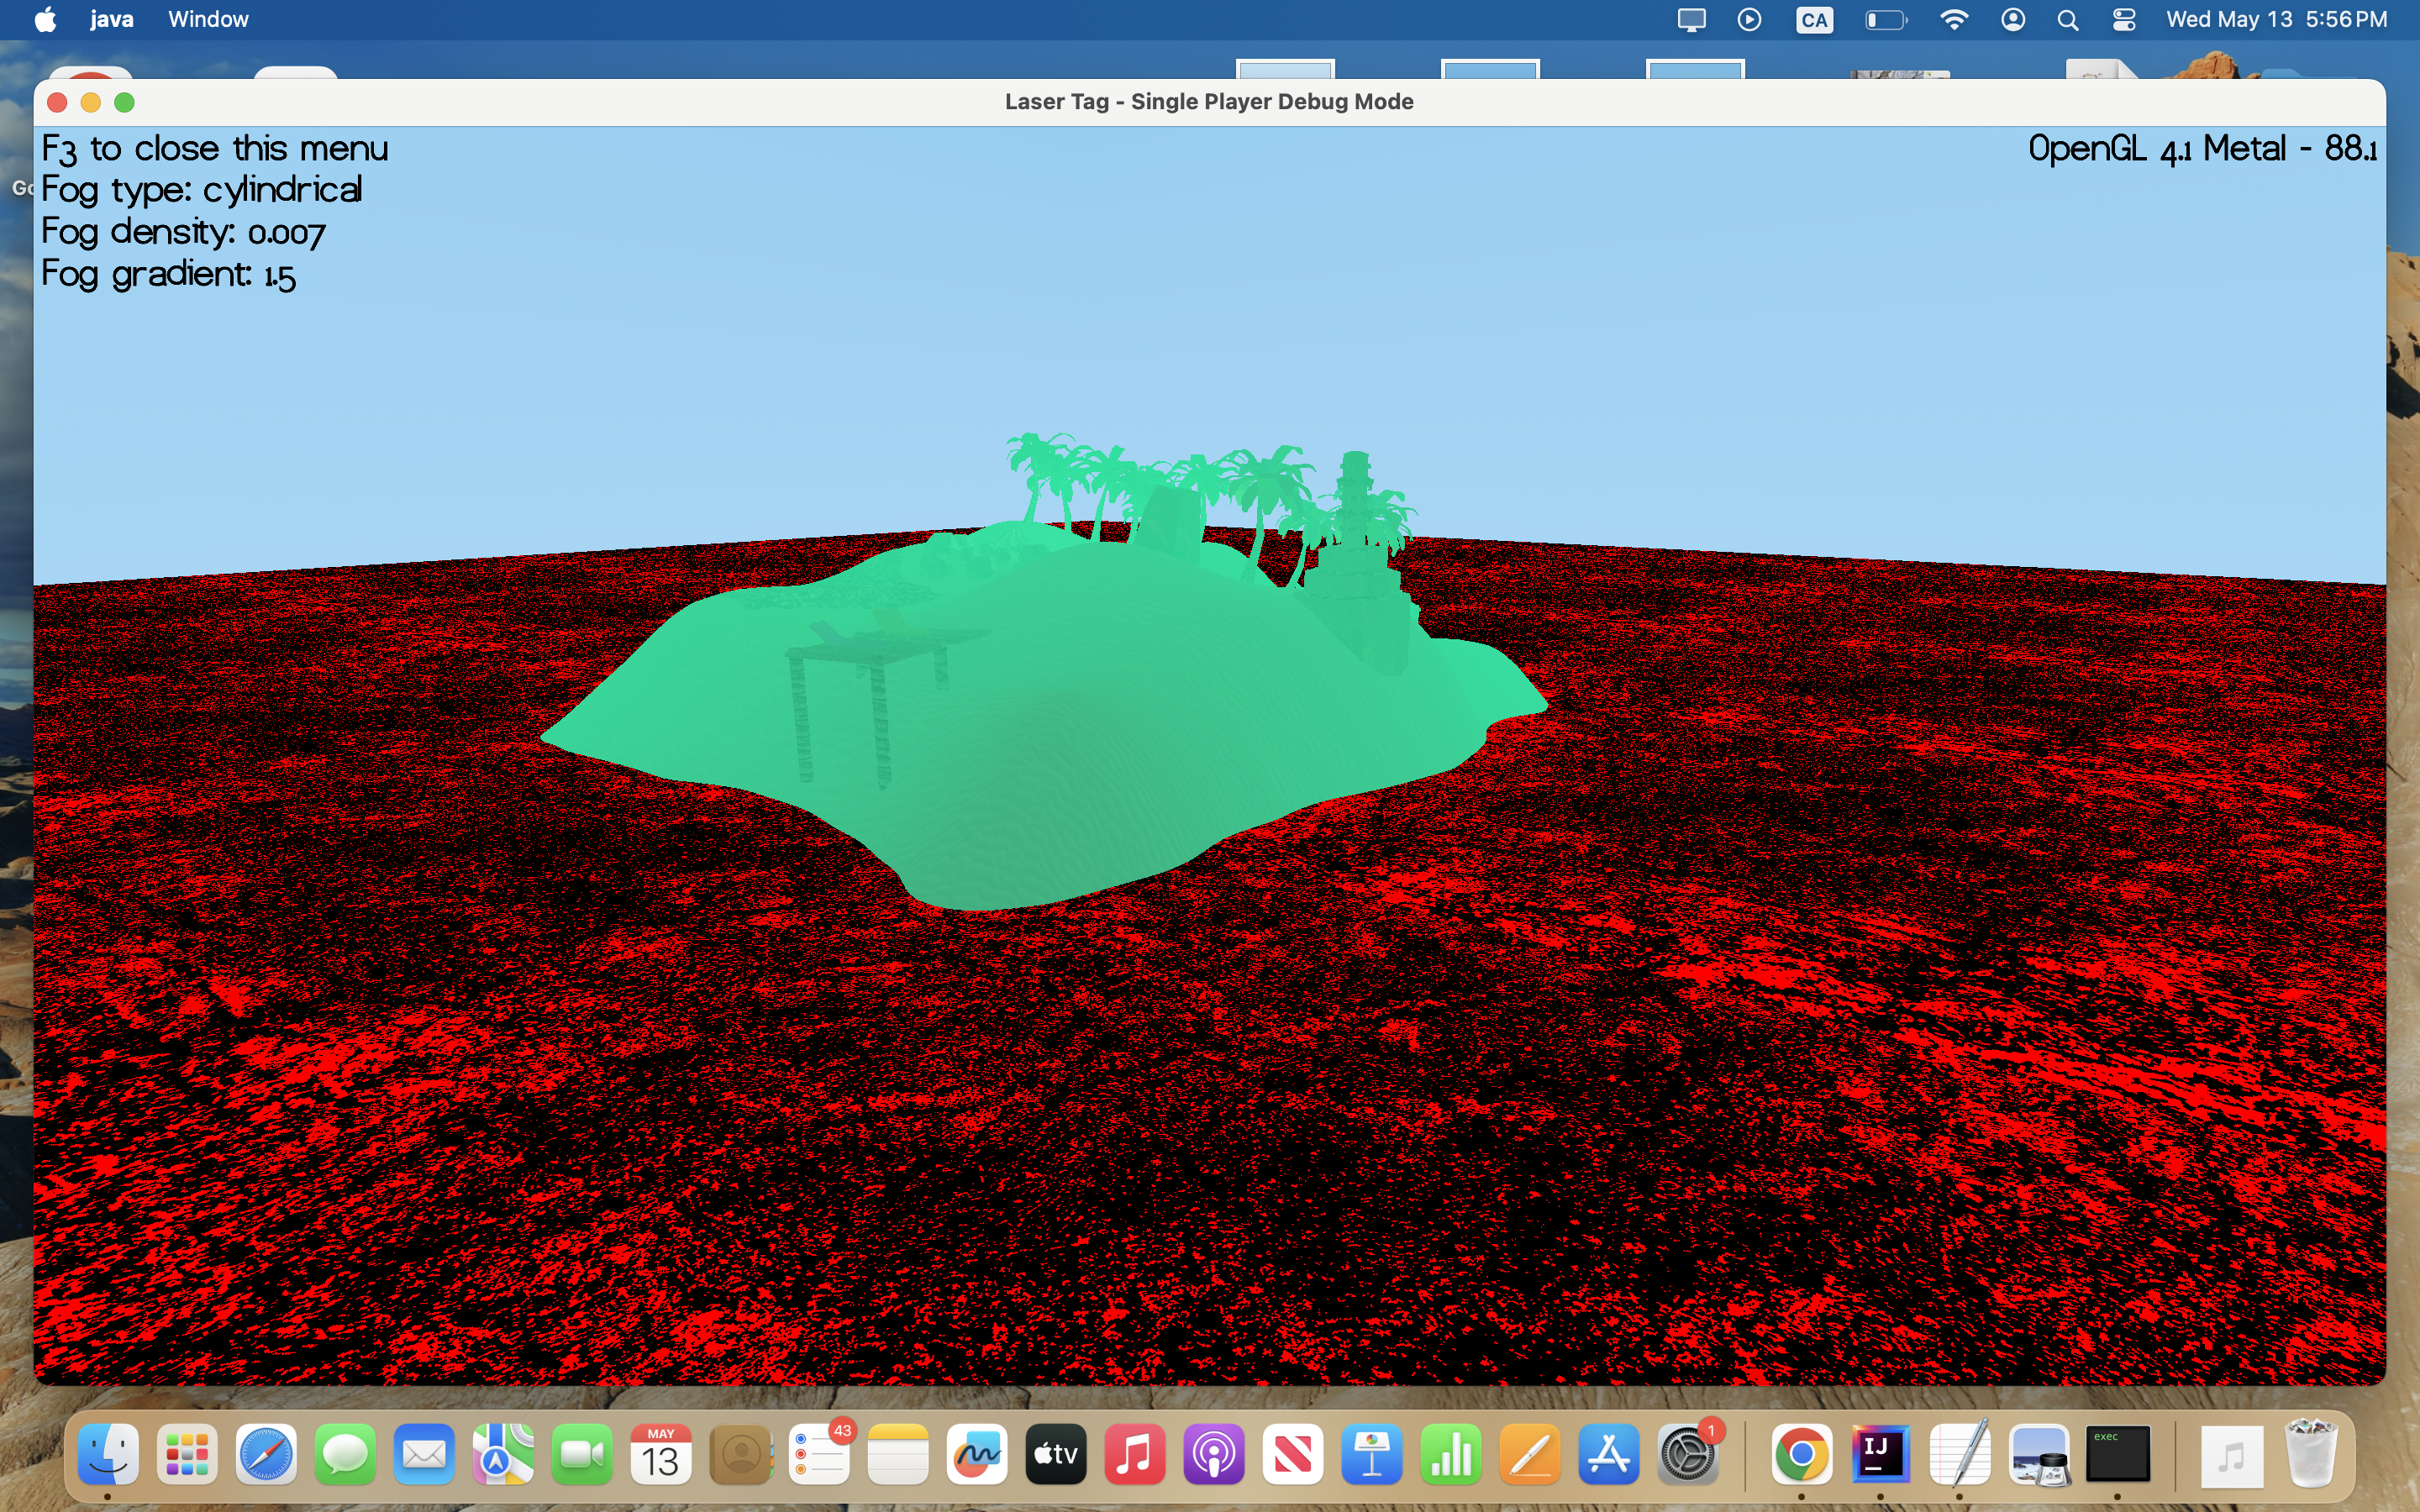 java Window CA Wed May 13 5:56 PM
Laser Tag - Single Player Debug Mode
F3 to close this menu
OpenGL 4.1 Metal - 88.1
Fog type: cylindrical
Fog density: 0.007
Fog gradient: 1.5
MAY
13
43
tv
1
IJ
exec